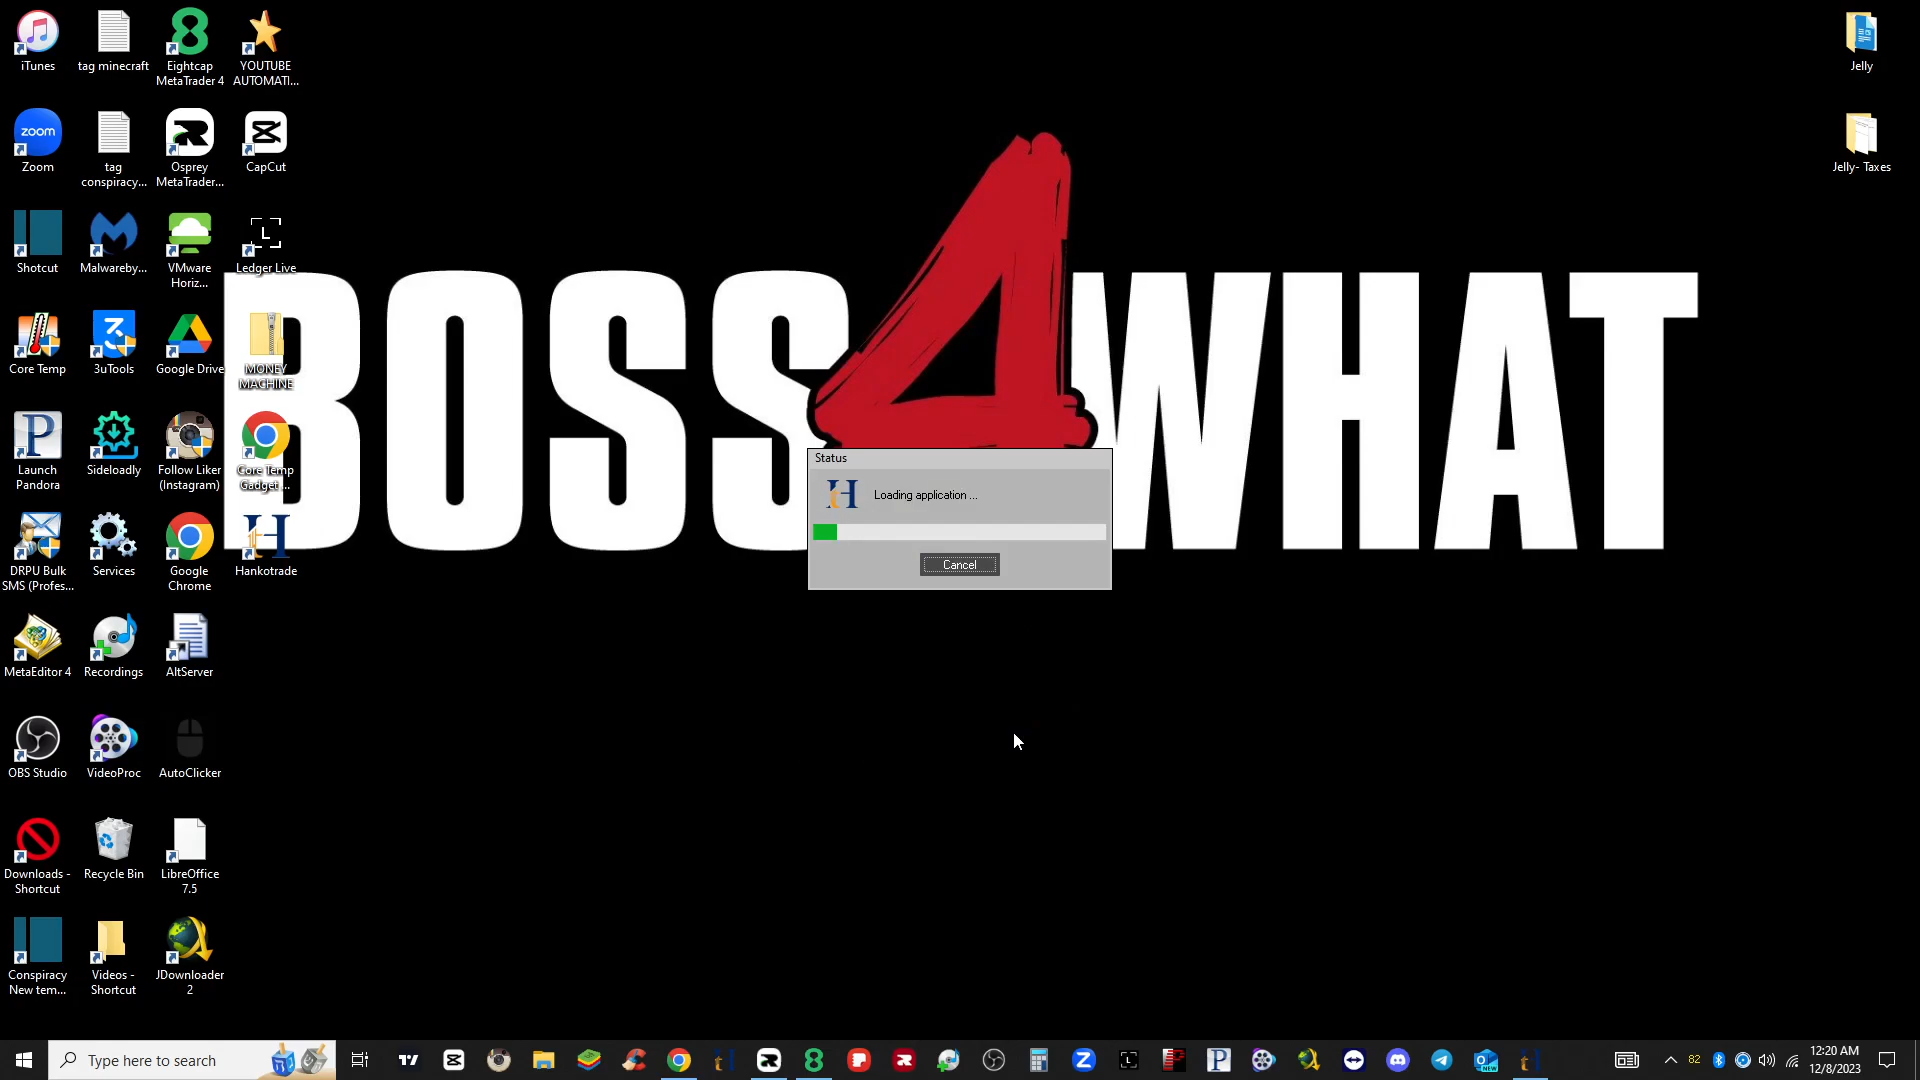 iTunes
tag minecraft
Eightcap
MetaTrader 4
YOUTUBE
AUTOMATI...
Jelly
zoom
Zoom
tag
conspiracy...
Osprey
MetaTrader...
CapCut
Jelly- Taxes
Shotcut
Malwareby...
VMware
Horiz...
L
Ledger Live
BOSS4WHAT
Core Temp
3uTools
Google Drive
MONEY
MACHINE
P
Launch
Pandora
Sideloadly
Follow Liker
(Instagram)
Core Temp
Gadget ...
Status
Loading application ...
Cancel
DRPU Bulk
SMS (Profes...
Services
Google
Chrome
Hankotrade
MetaEditor 4
Recordings
AltServer
OBS Studio
VideoProc
AutoClicker
Downloads -
Shortcut
Recycle Bin
LibreOffice
7.5
Conspiracy
New tem...
Videos -
Shortcut
JDownloader
2
Type here to search
NEW
82
12:20 AM
12/8/2023